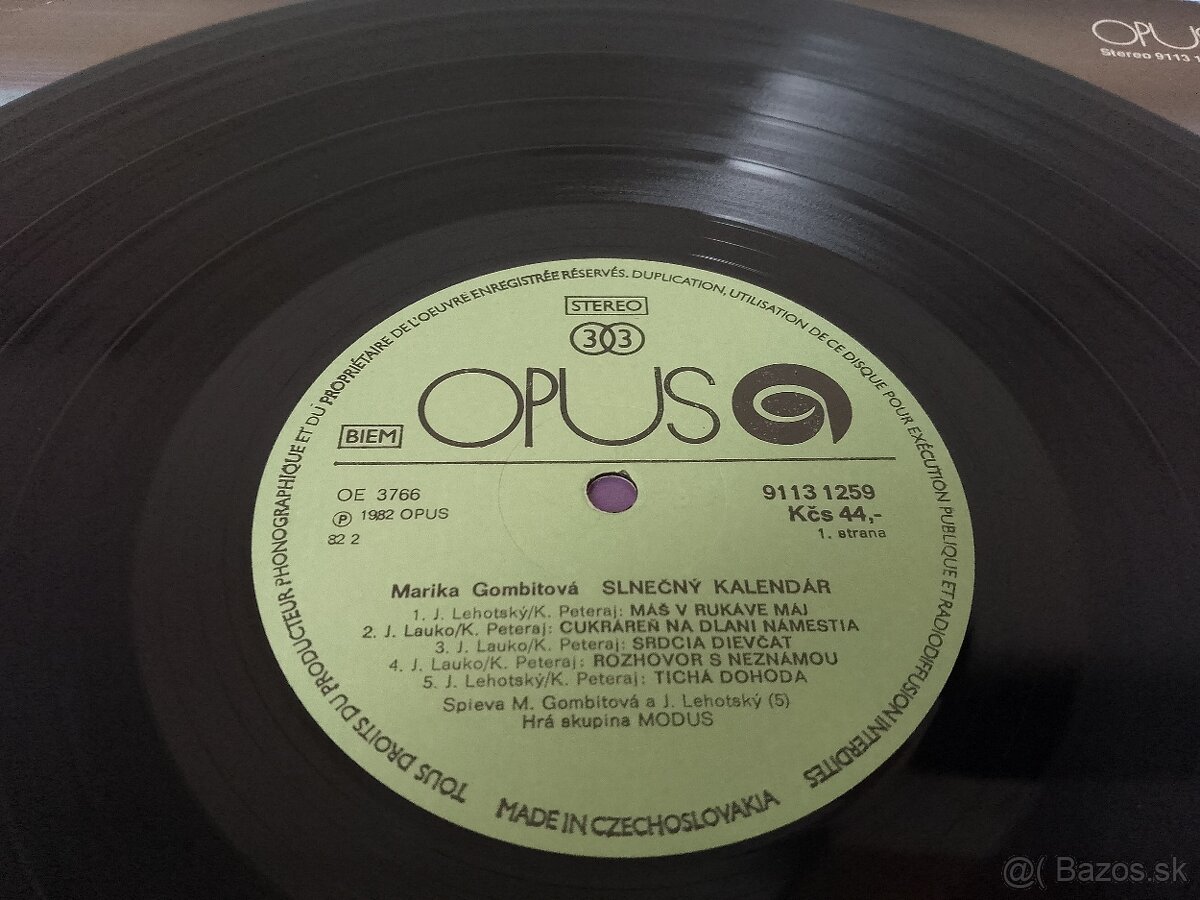 OPUS
Stereo 9113 1
TOUS DROITS DU PRODUCTEUR PHONOGRAPHIQUE ET DU PROPRIÉTAIRE DE L'OEUVRE ENREGISTRÉE RÉSERVÉS. DUPLICATION, UTILISATION DE CE DISQUE POUR EXÉCUTION PUBLIQUE ET RADIODIFFUSION INTERDITES
STEREO
33
OPUS
BIEM
OE 3766
℗ 1982 OPUS
82 2
9113 1259
Kčs 44,-
1. strana
Marika Gombitová SLNEČNÝ KALENDÁR
1. J. Lehotský/K. Peteraj: MÁŠ V RUKÁVE MÁJ
2. J. Lauko/K. Peteraj: CUKRÁREŇ NA DLANI NÁMESTIA
3. J. Lauko/K. Peteraj: SRDCIA DIEVČAT
4. J. Lauko/K. Peteraj: ROZHOVOR S NEZNÁMOU
5. J. Lehotský/K. Peteraj: TICHÁ DOHODA
Spieva M. Gombitová a J. Lehotský (5)
Hrá skupina MODUS
MADE IN CZECHOSLOVAKIA
@( Bazos.sk